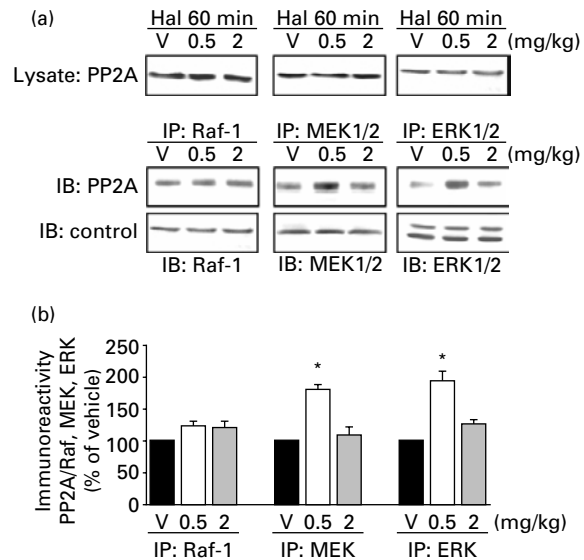 (a)
Hal 60 min Hal 60 min Hal 60 min
V 0.5 2 V 0.5 2 V 0.5 2 (mg/kg)
Lysate: PP2A
IP: Raf-1 IP: MEK1/2 IP: ERK1/2
V 0.5 2 V 0.5 2 V 0.5 2 (mg/kg)
IB: PP2A
IB: control
IB: Raf-1 IB: MEK1/2 IB: ERK1/2
(b)
Immunoreactivity
PP2A/Raf, MEK, ERK
(% of vehicle)
250
200
150
100
50
0
* *
V 0.5 2 V 0.5 2 V 0.5 2 (mg/kg)
IP: Raf-1 IP: MEK IP: ERK